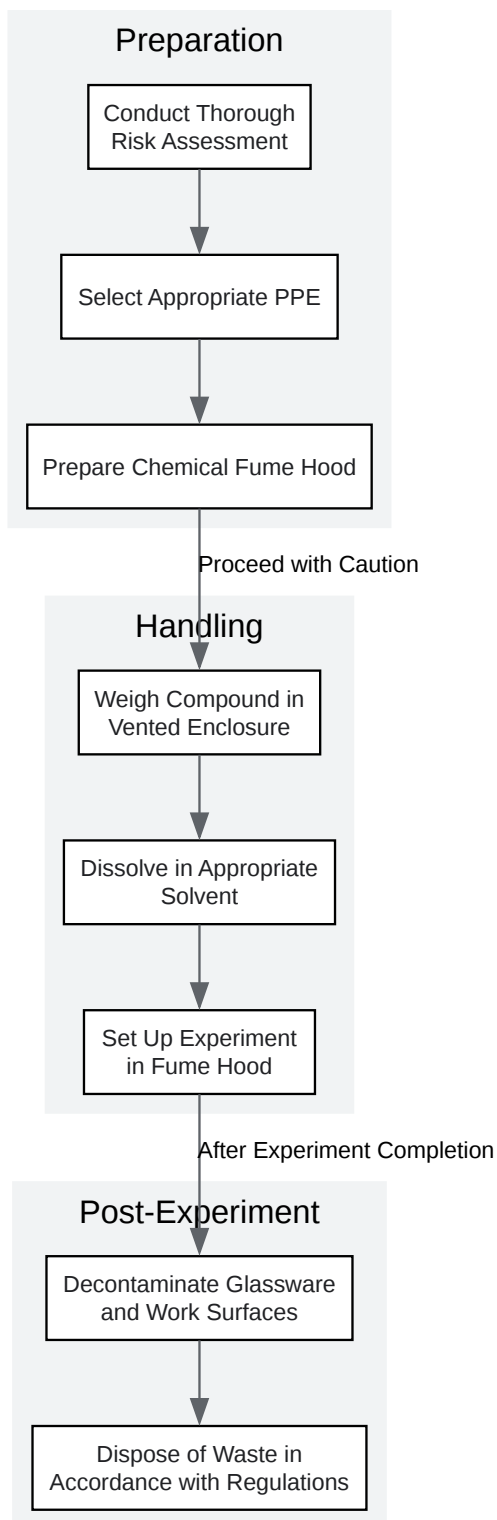 Preparation
Conduct Thorough
Risk Assessment
Select Appropriate PPE
Prepare Chemical Fume Hood
Proceed with Caution
Handling
Weigh Compound in
Vented Enclosure
Dissolve in Appropriate
Solvent
Set Up Experiment
in Fume Hood
After Experiment Completion
Post-Experiment
Decontaminate Glassware
and Work Surfaces
Dispose of Waste in
Accordance with Regulations